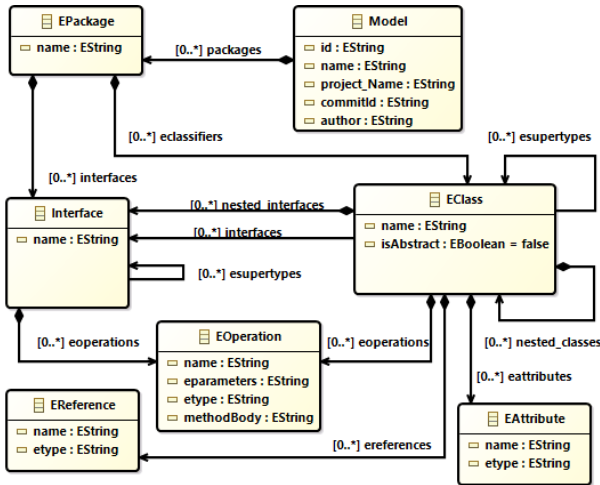 EPackage
name : EString
Model
id : EString
name : EString
project_Name : EString
commitId : EString
author : EString
[0..*] packages
[0..*] eclassifiers
[0..*] esupertypes
[0..*] interfaces
Interface
name : EString
[0..*] nested_interfaces
[0..*] interfaces
[0..*] esupertypes
EClass
name : EString
isAbstract : EBoolean = false
[0..*] eoperations
EOperation
name : EString
eparameters : EString
etype : EString
methodBody : EString
[0..*] eoperations
[0..*] nested_classes
[0..*] eattributes
EReference
name : EString
etype : EString
[0..*] ereferences
EAttribute
name : EString
etype : EString